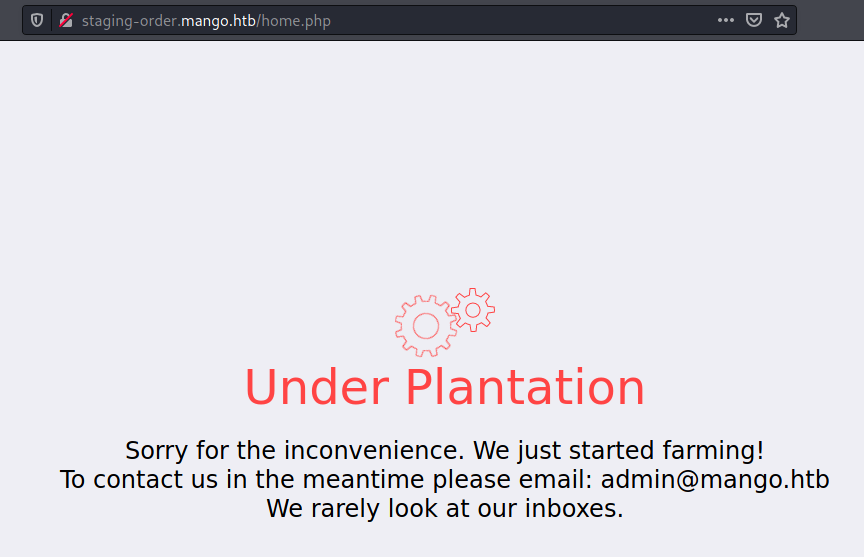 staging-order.mango.htb/home.php
Under Plantation
Sorry for the inconvenience. We just started farming!
To contact us in the meantime please email: admin@mango.htb
We rarely look at our inboxes.